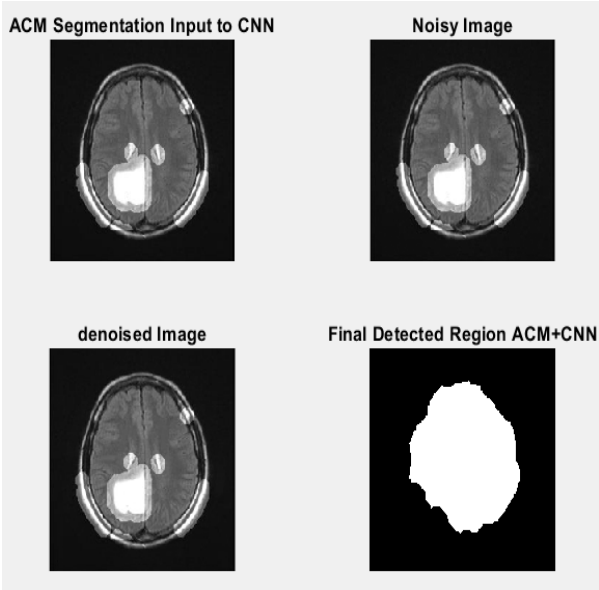 ACM Segmentation Input to CNN
Noisy Image
denoised Image
Final Detected Region ACM+CNN